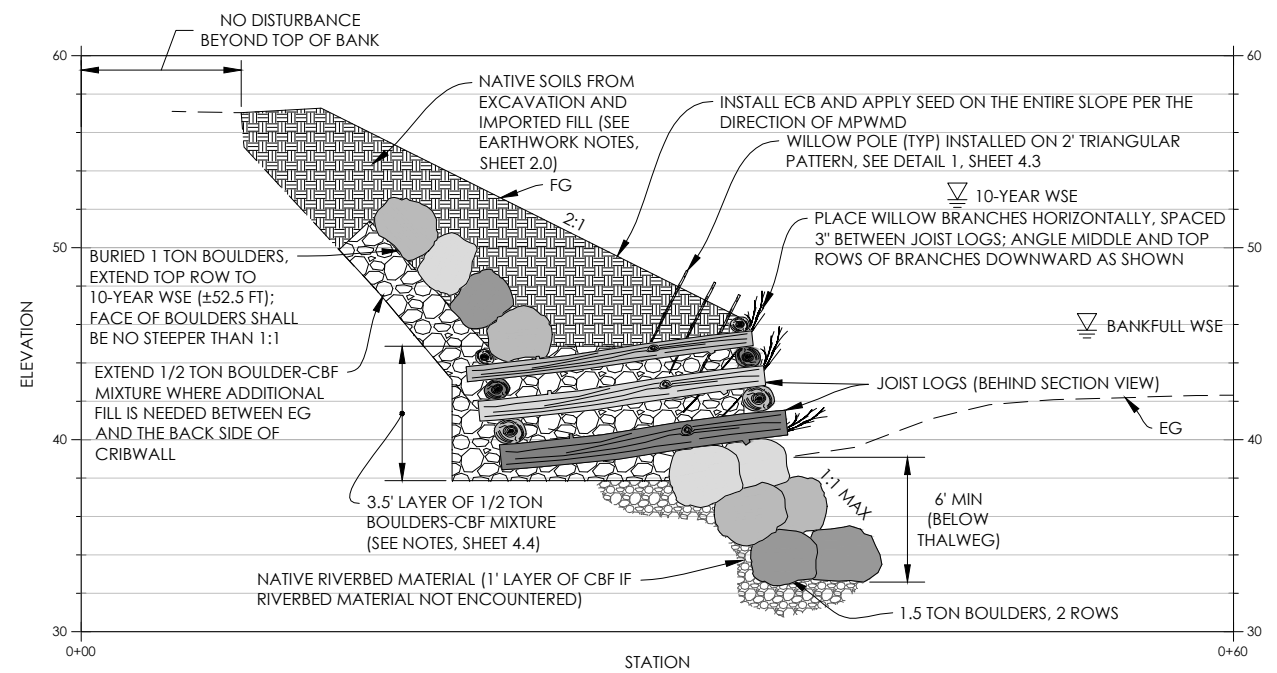 NO DISTURBANCE
BEYOND TOP OF BANK
60
60
NATIVE SOILS FROM
EXCAVATION AND
IMPORTED FILL (SEE
EARTHWORK NOTES,
SHEET 2.0)
INSTALL ECB AND APPLY SEED ON THE ENTIRE SLOPE PER THE
DIRECTION OF MPWMD
WILLOW POLE (TYP) INSTALLED ON 2' TRIANGULAR
PATTERN, SEE DETAIL 1, SHEET 4.3
FG
2:1
10-YEAR WSE
PLACE WILLOW BRANCHES HORIZONTALLY, SPACED
3" BETWEEN JOIST LOGS; ANGLE MIDDLE AND TOP
ROWS OF BRANCHES DOWNWARD AS SHOWN
50
50
BURIED 1 TON BOULDERS,
EXTEND TOP ROW TO
10-YEAR WSE (±52.5 FT);
FACE OF BOULDERS SHALL
BE NO STEEPER THAN 1:1
BANKFULL WSE
ELEVATION
EXTEND 1/2 TON BOULDER-CBF
MIXTURE WHERE ADDITIONAL
FILL IS NEEDED BETWEEN EG
AND THE BACK SIDE OF
CRIBWALL
JOIST LOGS (BEHIND SECTION VIEW)
EG
40
40
1:1 MAX
6' MIN
(BELOW
THALWEG)
3.5' LAYER OF 1/2 TON
BOULDERS-CBF MIXTURE
(SEE NOTES, SHEET 4.4)
NATIVE RIVERBED MATERIAL (1' LAYER OF CBF IF
RIVERBED MATERIAL NOT ENCOUNTERED)
1.5 TON BOULDERS, 2 ROWS
30
30
0+00
0+60
STATION